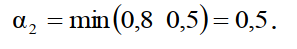 α₂ = min(0,8 0,5) = 0,5.